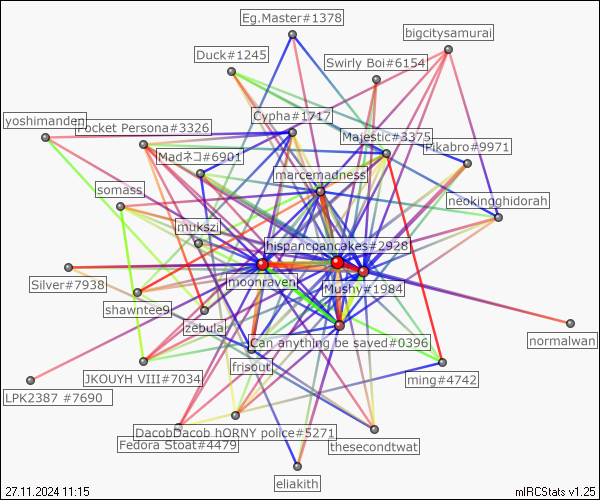 Eg.Master#1378
bigcitysamurai
Duck#1245
Swirly Boi#6154
yoshimanden
Pocket Persona#3326
Cypha#1717
Majestic#3375
Pikabro#9971
Madネコ#6901
marcemadness
somass
neokingghidorah
mukszi
hispancpancakes#2928
Silver#7938
moonraven
Mushy#1984
shawntee9
zebulai
Can anything be saved#0396
normalwan
frisout
JKOUYH VIII#7034
ming#4742
LPK2387 #7690
DacobDacob hORNY police#5271
Fedora Stoat#4479
thesecondtwat
eliakith
27.11.2024 11:15
mIRCStats v1.25